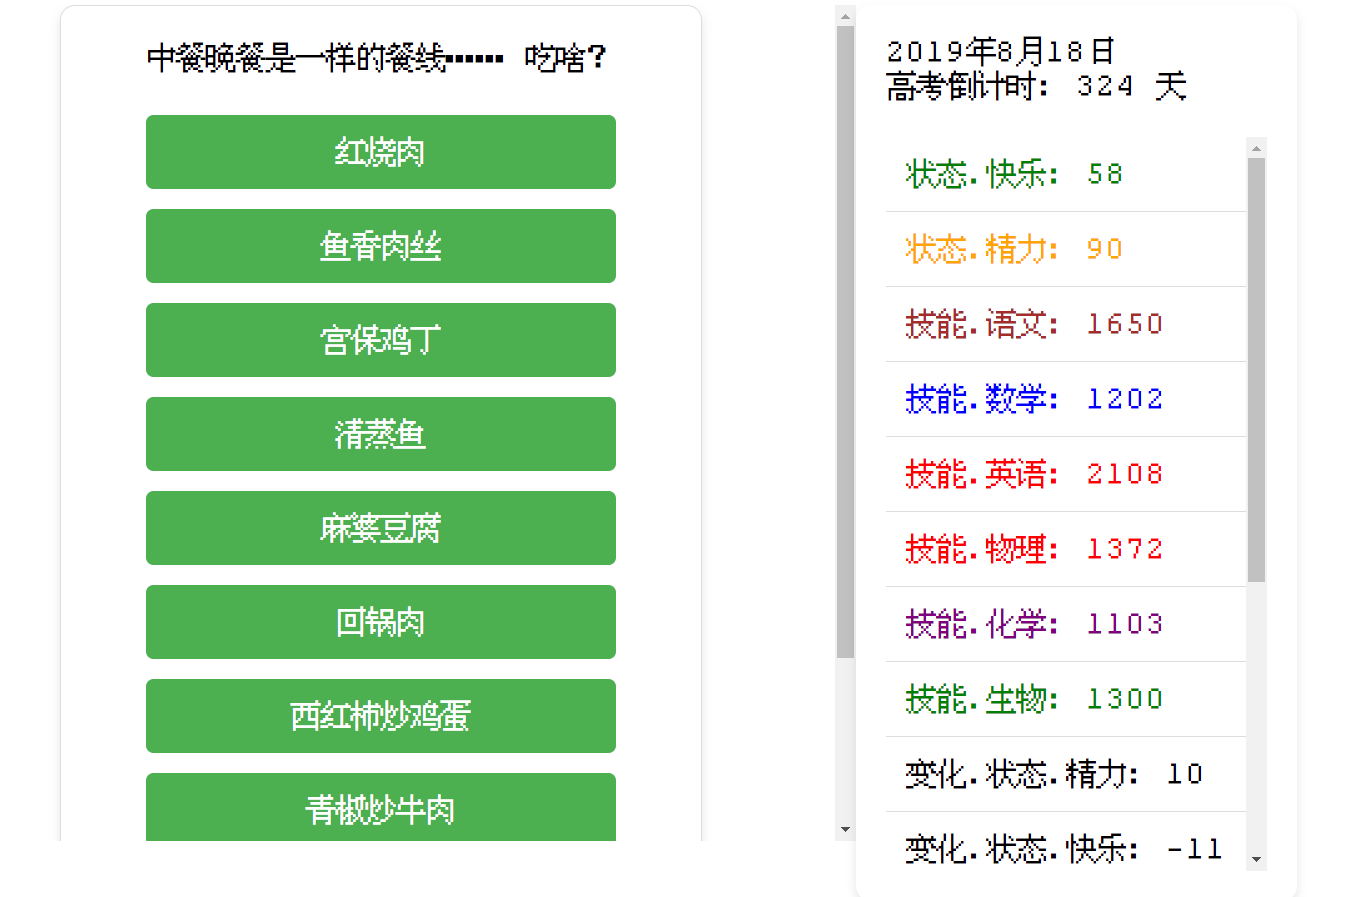 中餐晚餐是一样的餐线…… 吃啥？
红烧肉
鱼香肉丝
宫保鸡丁
清蒸鱼
麻婆豆腐
回锅肉
西红柿炒鸡蛋
青椒炒牛肉
2019年8月18日
高考倒计时： 324 天
状态.快乐： 58
状态.精力： 90
技能.语文： 1650
技能.数学： 1202
技能.英语： 2108
技能.物理： 1372
技能.化学： 1103
技能.生物： 1300
变化.状态.精力： 10
变化.状态.快乐： -11